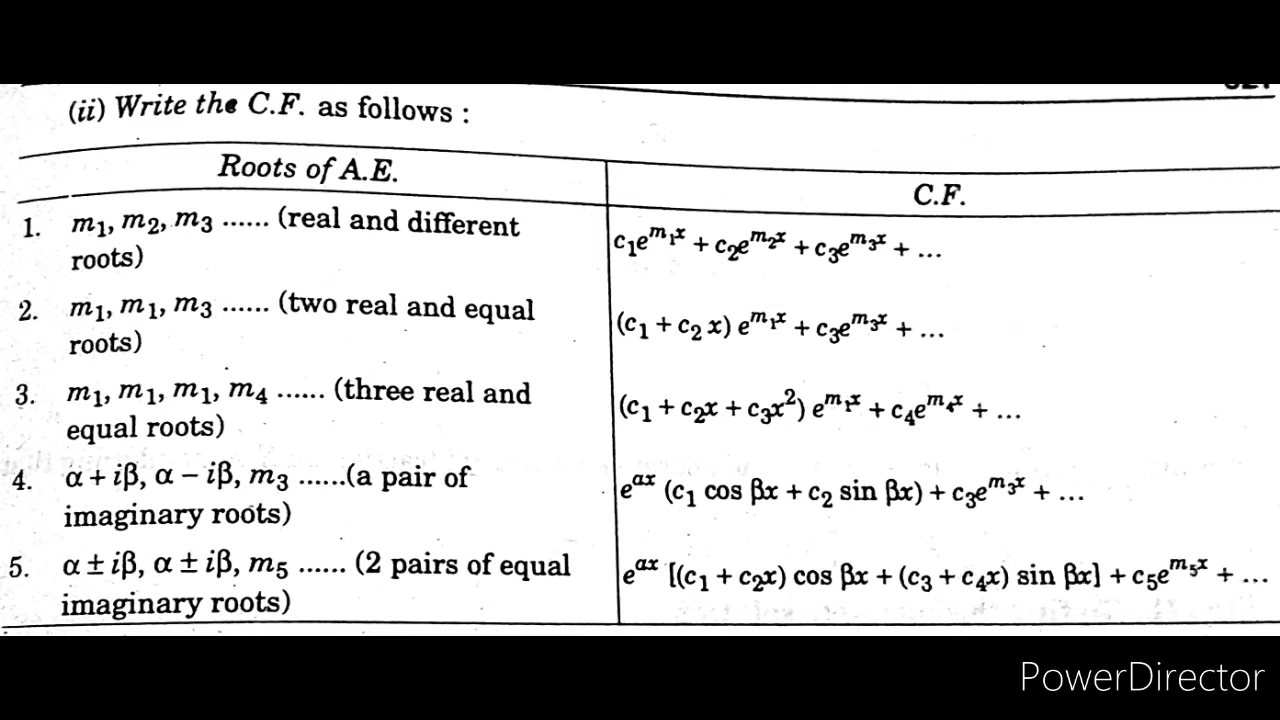 (ii) Write the C.F. as follows :
Roots of A.E.
C.F.
1. m₁, m₂, m₃ ...... (real and different
roots)
c₁e^{m₁x} + c₂e^{m₂x} + c₃e^{m₃x} + ...
2. m₁, m₁, m₃ ...... (two real and equal
roots)
(c₁ + c₂ x) e^{m₁x} + c₃e^{m₃x} + ...
3. m₁, m₁, m₁, m₄ ...... (three real and
equal roots)
(c₁ + c₂x + c₃x²) e^{m₁x} + c₄e^{m₄x} + ...
4. α + iβ, α − iβ, m₃ ......(a pair of
imaginary roots)
e^{αx} (c₁ cos βx + c₂ sin βx) + c₃e^{m₃x} + ...
5. α ± iβ, α ± iβ, m₅ ...... (2 pairs of equal
imaginary roots)
e^{αx} [(c₁ + c₂x) cos βx + (c₃ + c₄x) sin βx] + c₅e^{m₅x} + ...
PowerDirector